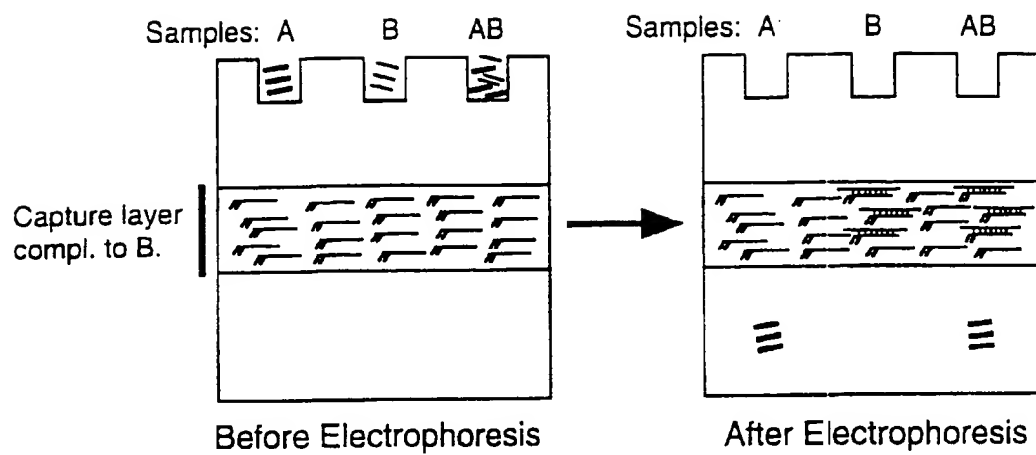 Samples: A B AB
Samples: A B AB
Capture layer
compl. to B.
Before Electrophoresis
After Electrophoresis